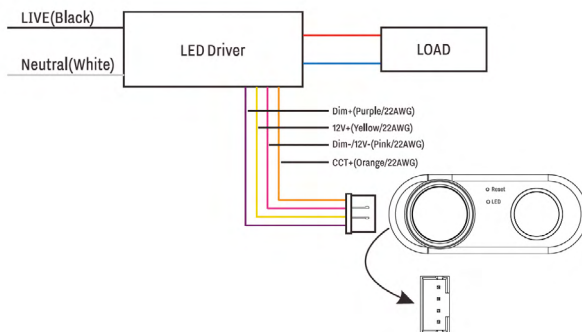 LIVE(Black)
Neutral(White)
LED Driver
LOAD
Dim+(Purple/22AWG)
12V+(Yellow/22AWG)
Dim-/12V-(Pink/22AWG)
CCT+(Orange/22AWG)
Reset
LED